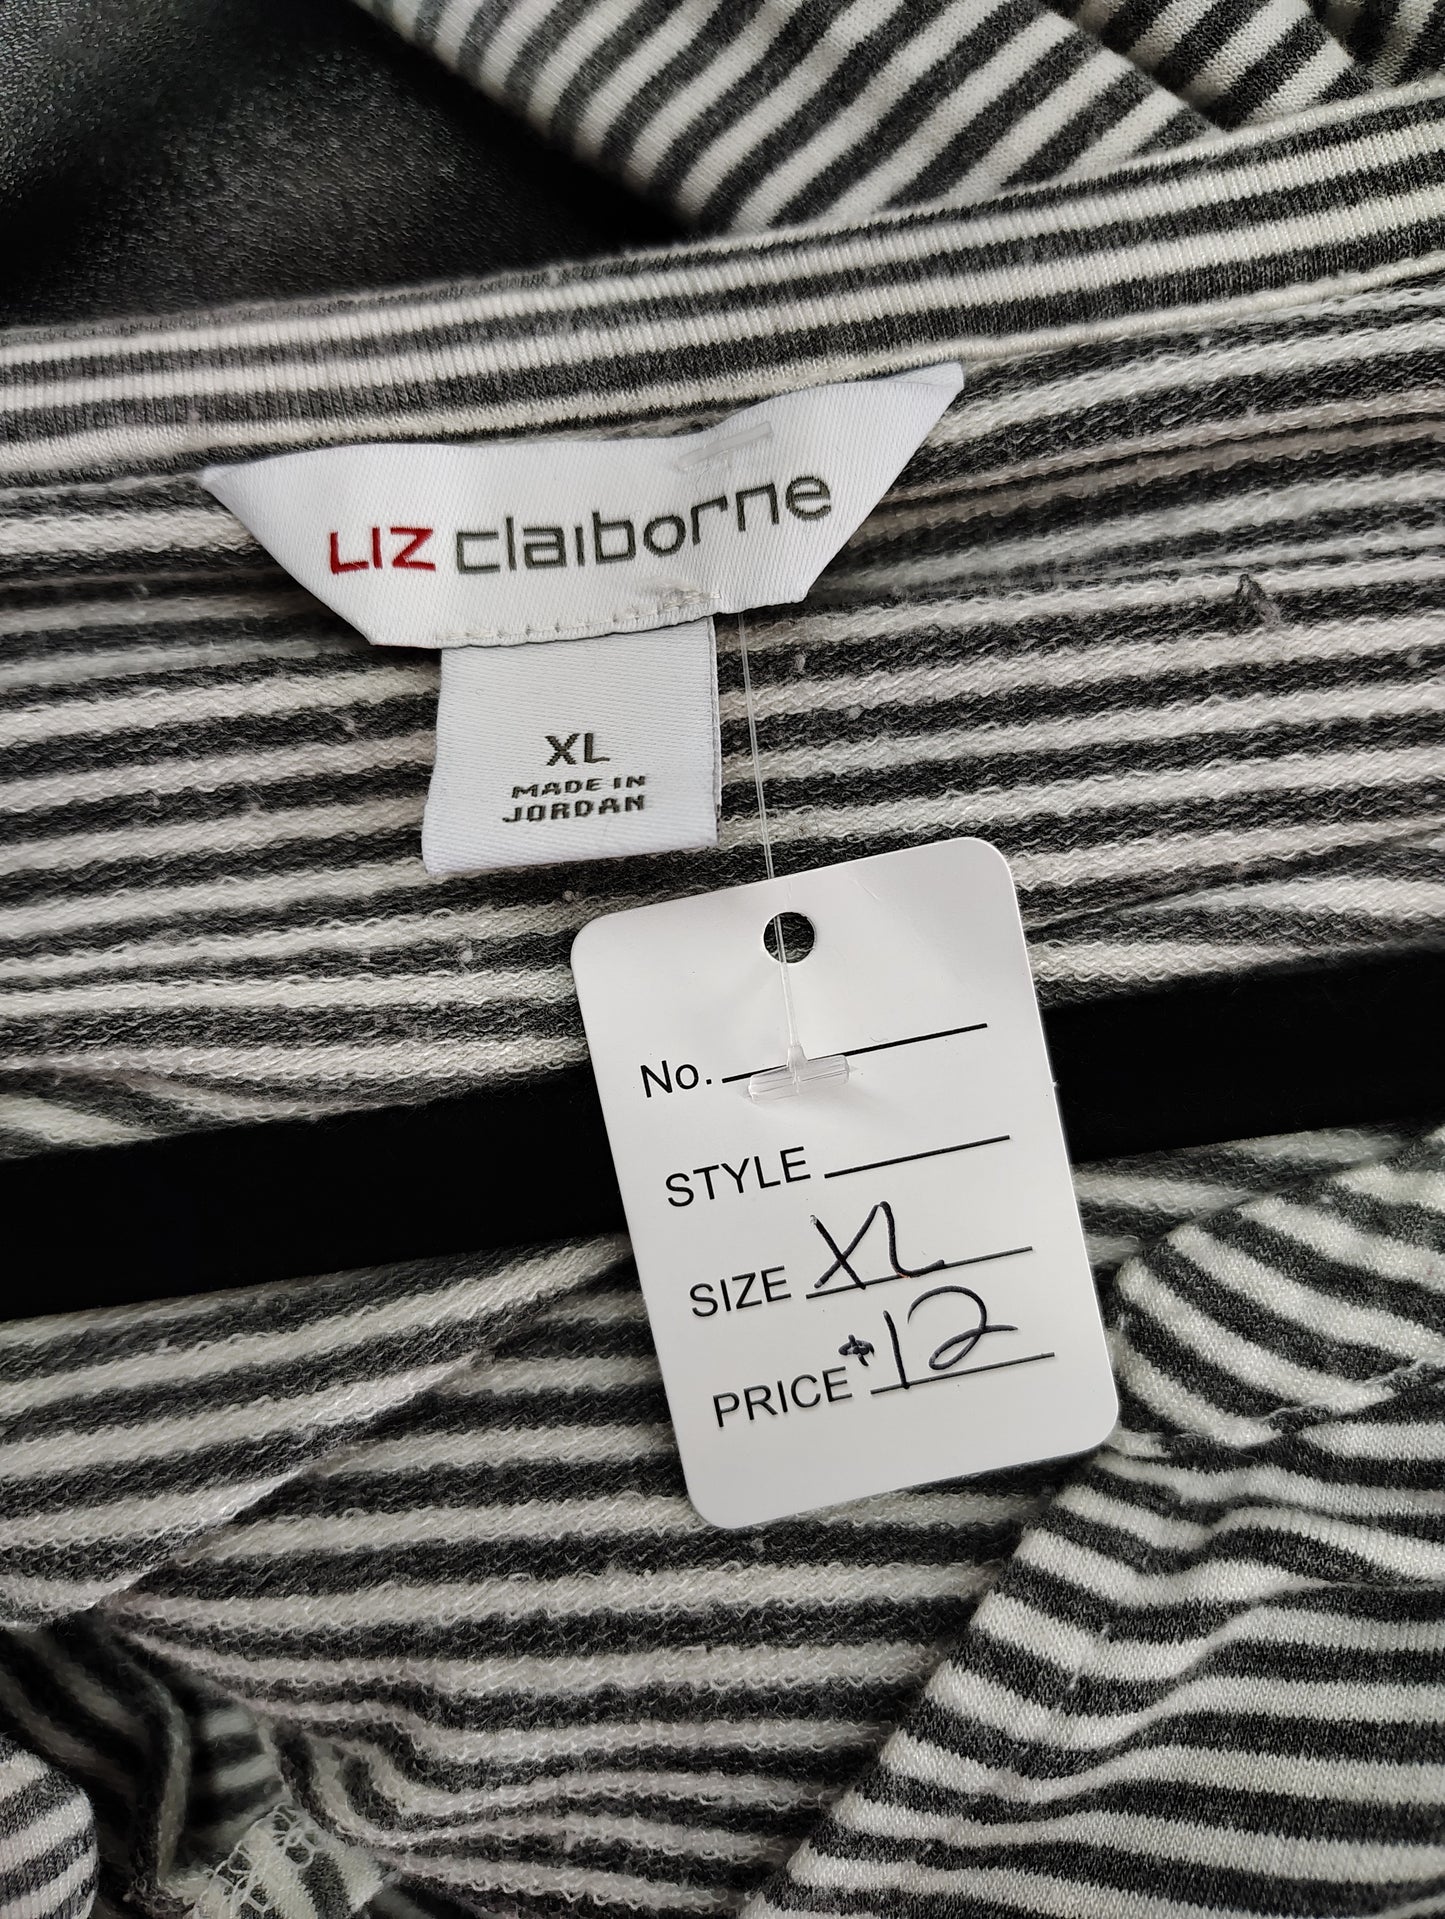 LIZ claiborne
XL
MADE IN
JORDAN
No.
STYLE
SIZE XL
PRICE $12